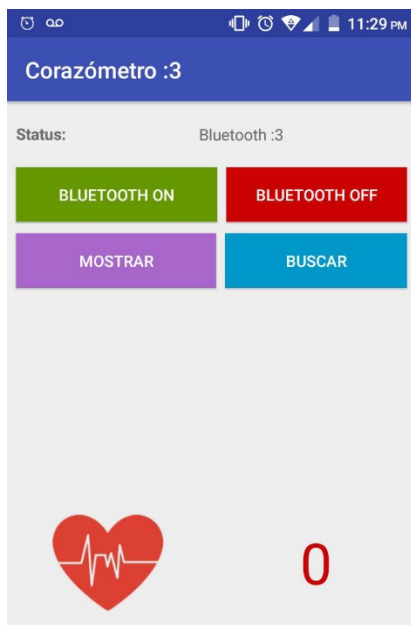 11:29 PM
Corazómetro :3
Status: Bluetooth :3
BLUETOOTH ON BLUETOOTH OFF
MOSTRAR BUSCAR
0